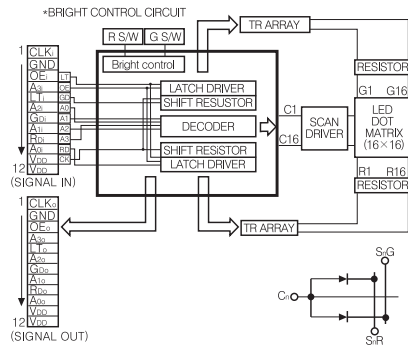 *BRIGHT CONTROL CIRCUIT
R S/W
G S/W
Bright control
TR ARRAY
RESISTOR
G1 G16
LED
DOT
MATRIX
(16×16)
R1 R16
RESISTOR
TR ARRAY
C1
C16
SCAN
DRIVER
LATCH DRIVER
SHIFT RESUSTOR
DECODER
SHIFT RESISTOR
LATCH DRIVER
LT
OE
GD
A0
A1
A2
A3
RD
CK
1
CLKi
GND
OEi
A3i
LTi
A2i
GDi
A1i
RDi
A0i
VDD
12 VDD
(SIGNAL IN)
1
CLKo
GND
OEo
A3o
LTo
A2o
GDo
A1o
RDo
A0o
VDD
12 VDD
(SIGNAL OUT)
SnG
Cn
SnR